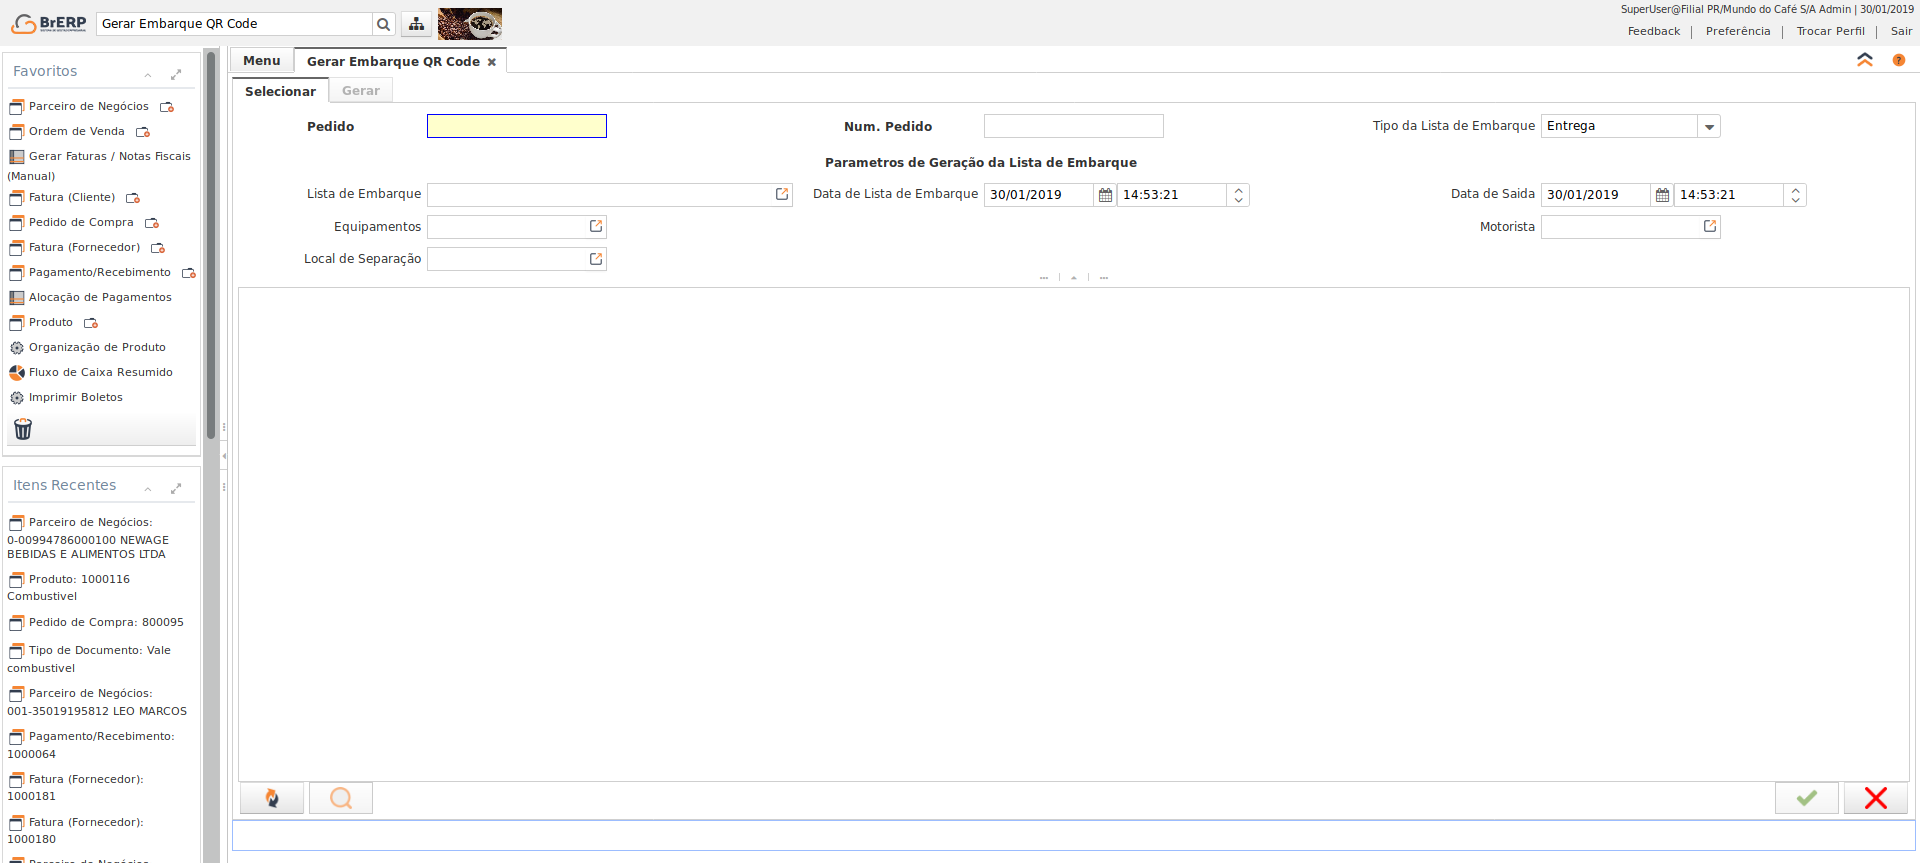 BrERP
Gerar Embarque QR Code
SuperUser@Filial PR/Mundo do Café S/A Admin | 30/01/2019
Feedback | Preferência | Trocar Perfil | Sair
Favoritos
Parceiro de Negócios
Ordem de Venda
Gerar Faturas / Notas Fiscais
(Manual)
Fatura (Cliente)
Pedido de Compra
Fatura (Fornecedor)
Pagamento/Recebimento
Alocação de Pagamentos
Produto
Organização de Produto
Fluxo de Caixa Resumido
Imprimir Boletos
Itens Recentes
Parceiro de Negócios:
0-00994786000100 NEWAGE
BEBIDAS E ALIMENTOS LTDA
Produto: 1000116
Combustivel
Pedido de Compra: 800095
Tipo de Documento: Vale
combustivel
Parceiro de Negócios:
001-35019195812 LEO MARCOS
Pagamento/Recebimento:
1000064
Fatura (Fornecedor):
1000181
Fatura (Fornecedor):
1000180
Menu
Gerar Embarque QR Code
Selecionar
Gerar
Pedido
Num. Pedido
Tipo da Lista de Embarque Entrega
Parametros de Geração da Lista de Embarque
Lista de Embarque
Data de Lista de Embarque 30/01/2019 14:53:21
Data de Saida 30/01/2019 14:53:21
Equipamentos
Motorista
Local de Separação